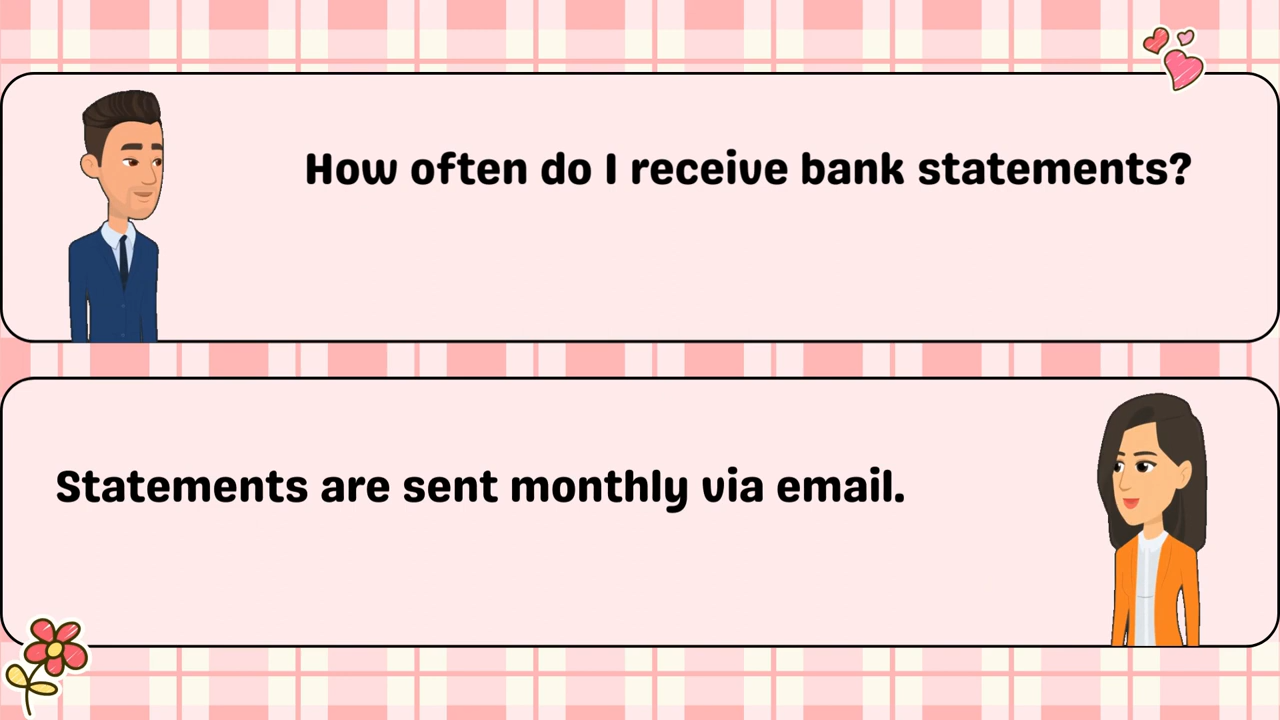 How often do I receive bank statements?
Statements are sent monthly via email.